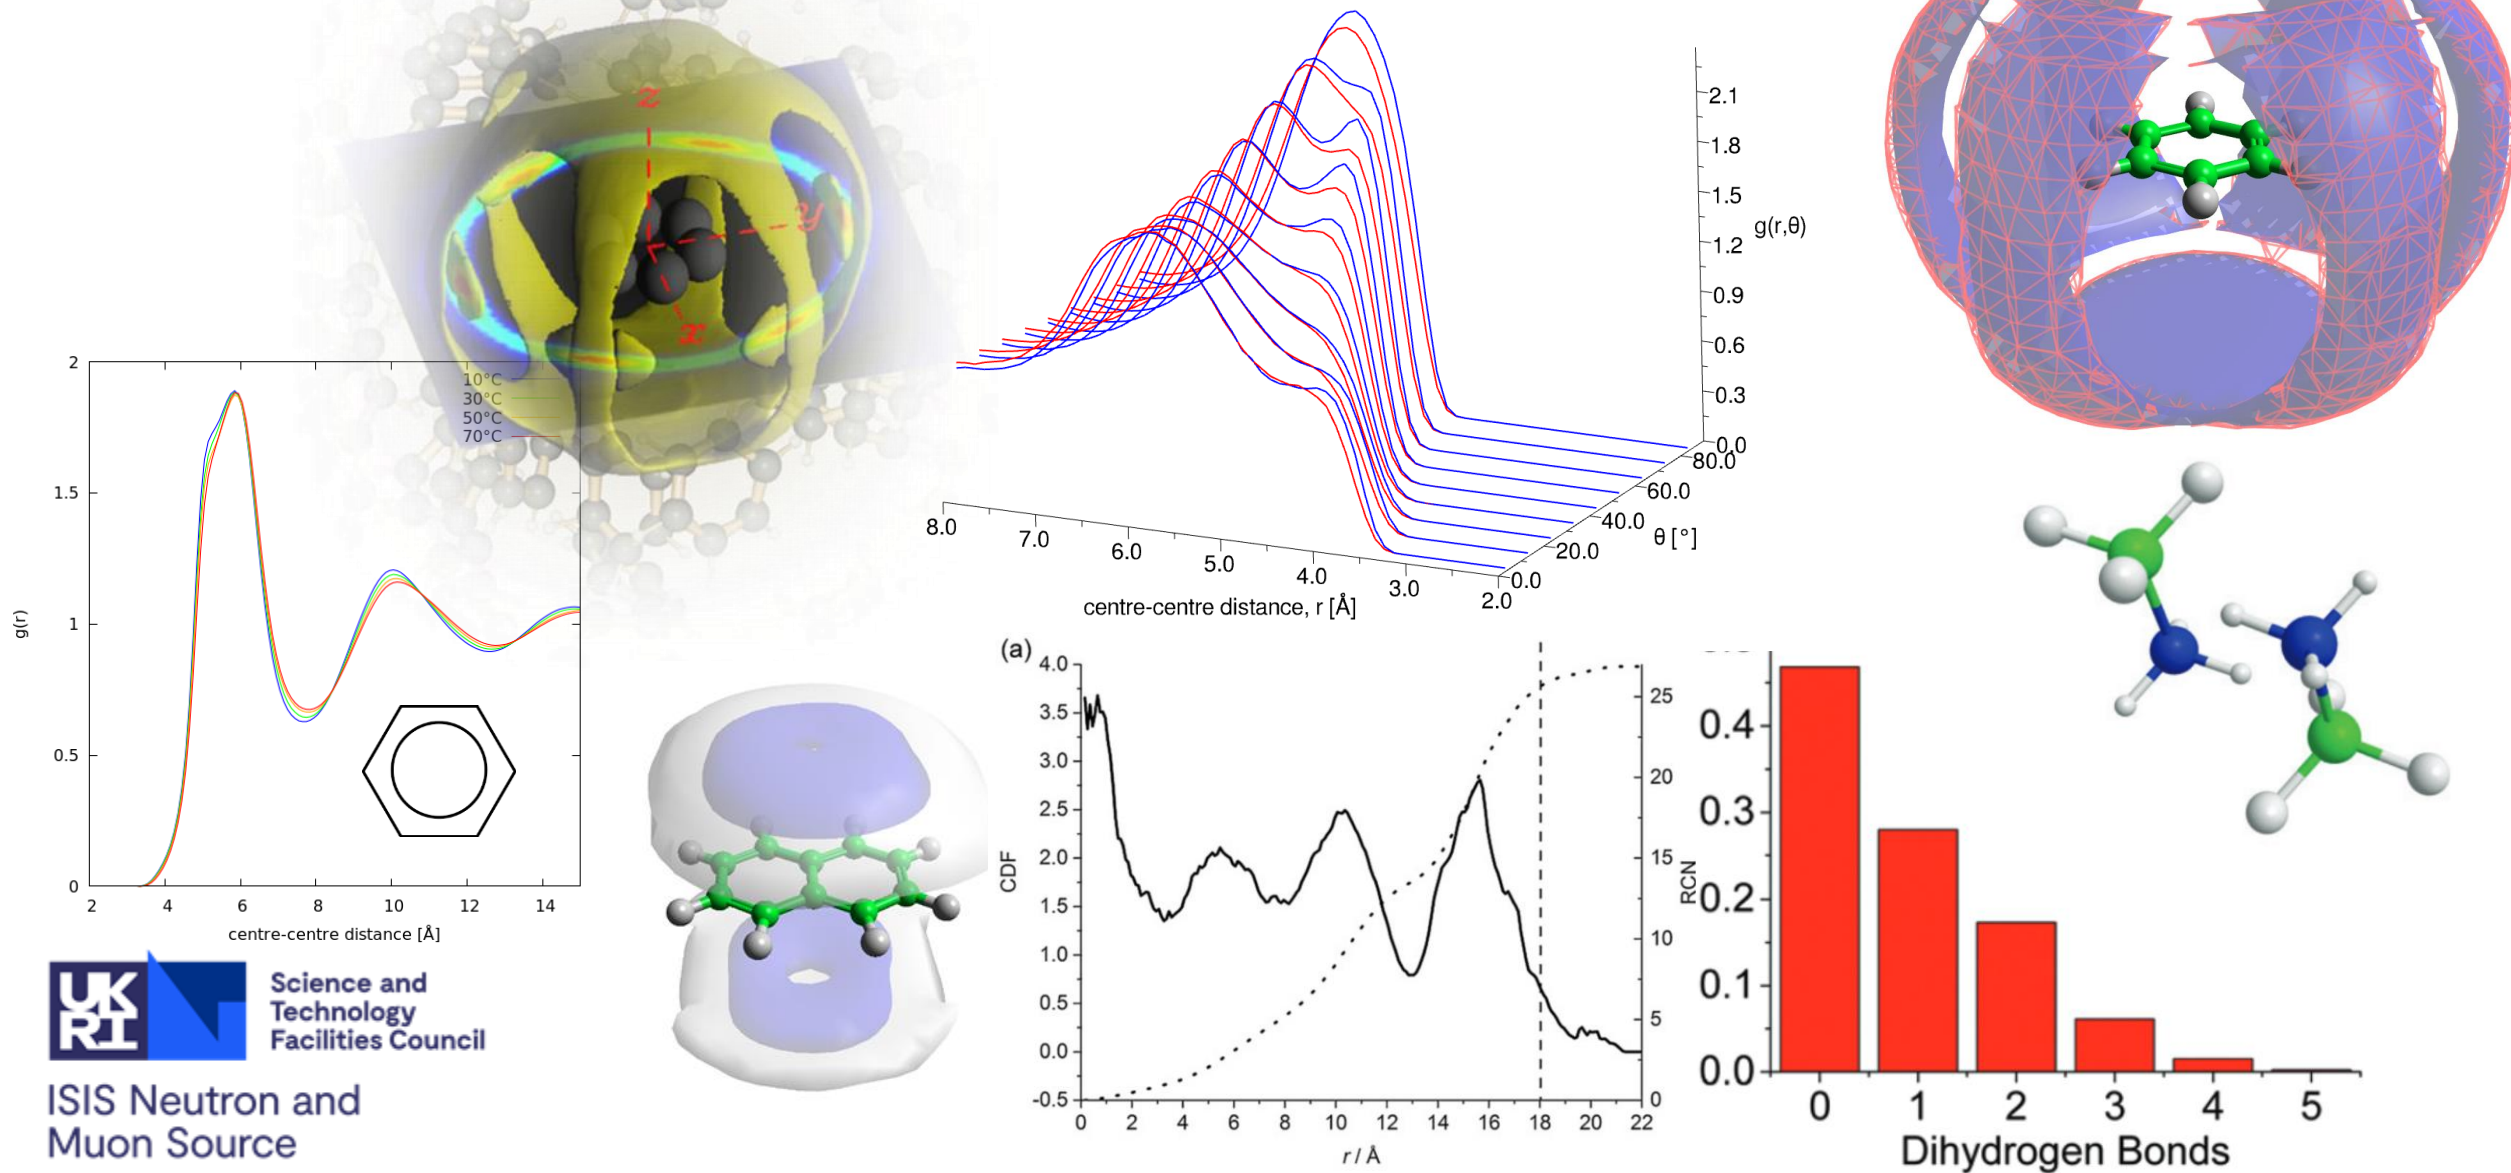 z
y
x
2
1.5
1
0.5
0
g(r)
10°C
30°C
50°C
70°C
2 4 6 8 10 12 14
centre-centre distance [Å]
2.1
1.8
1.5
1.2
0.9
0.6
0.3
0.0
g(r,θ)
80.0
60.0
40.0
20.0
0.0
θ [°]
8.0 7.0 6.0 5.0 4.0 3.0 2.0
centre-centre distance, r [Å]
(a)
4.0
3.5
3.0
2.5
2.0
1.5
1.0
0.5
0.0
-0.5
CDF
25
20
15
10
5
0
RCN
0 2 4 6 8 10 12 14 16 18 20 22
r / Å
0.4
0.3
0.2
0.1
0.0
0 1 2 3 4 5
Dihydrogen Bonds
UK
RI
Science and
Technology
Facilities Council
ISIS Neutron and
Muon Source